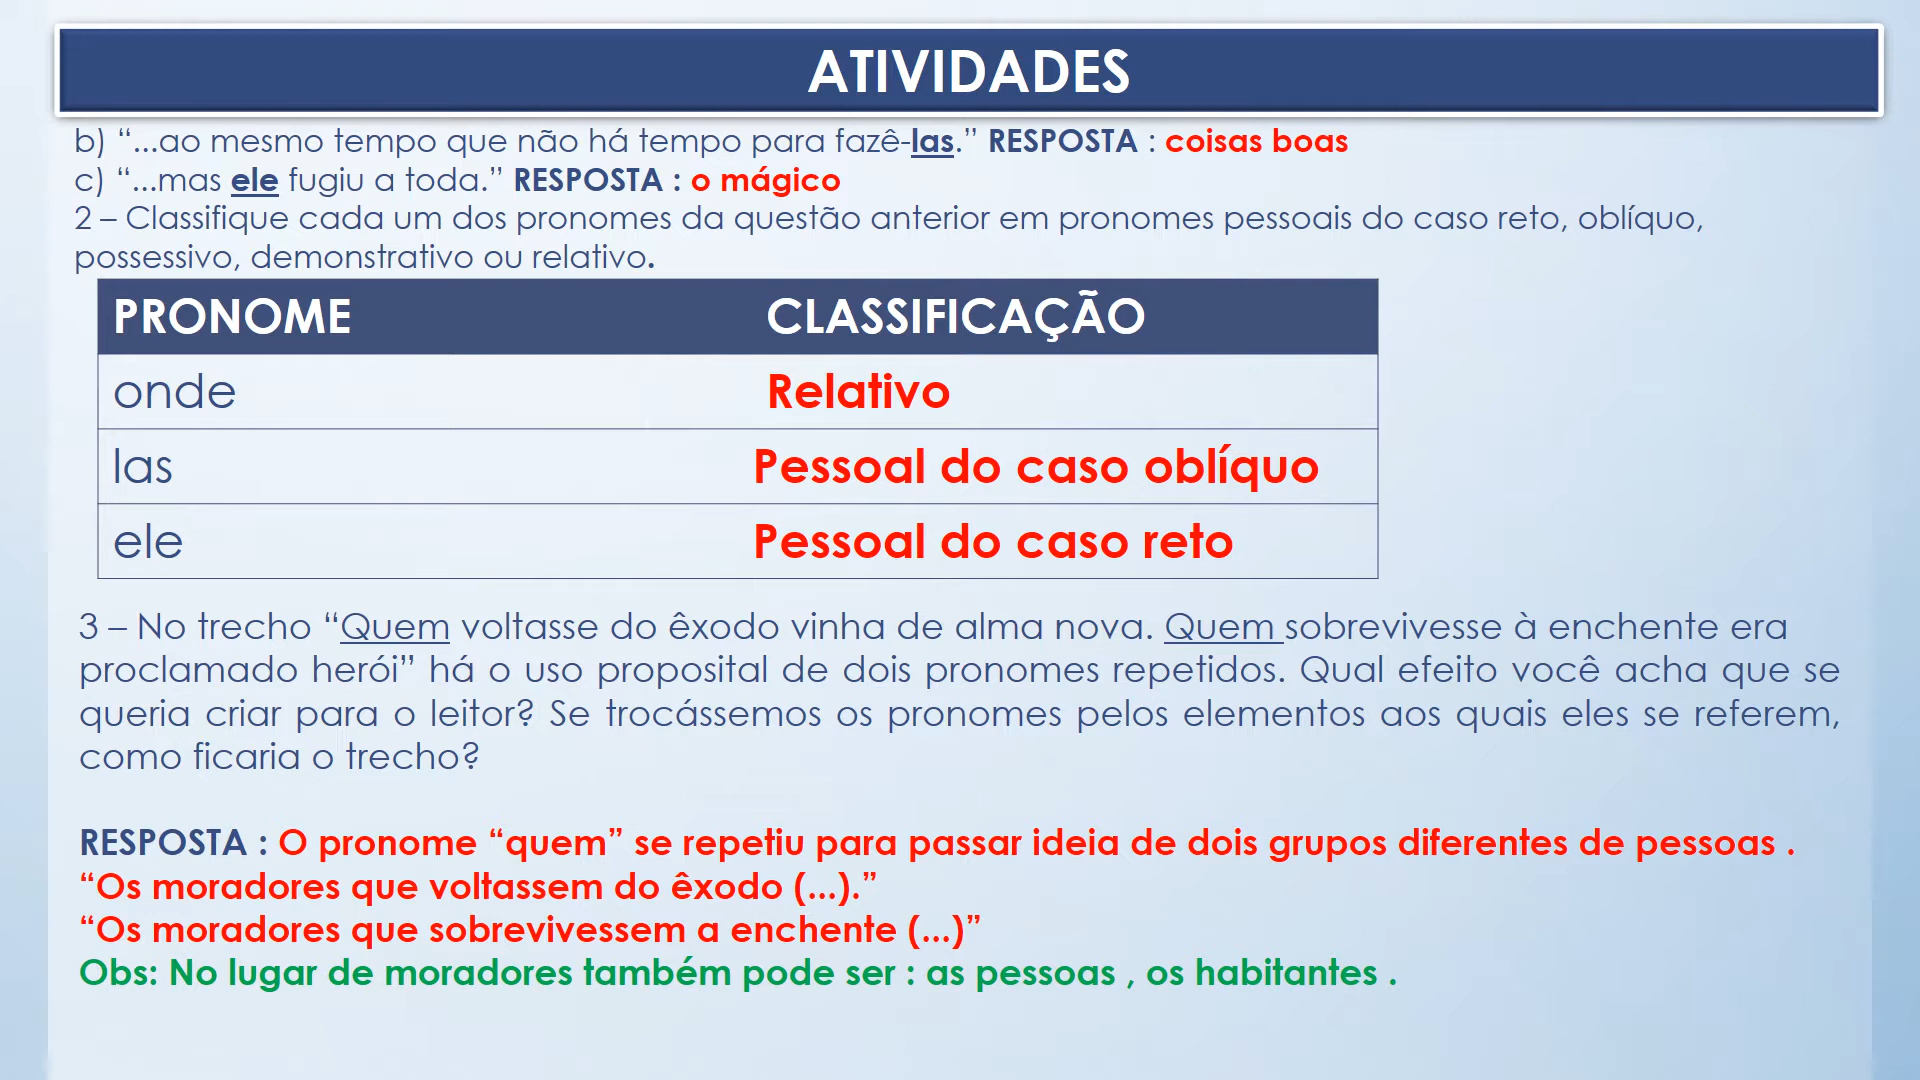 ATIVIDADES
b) “...ao mesmo tempo que não há tempo para fazê-las.” RESPOSTA : coisas boas
c) “...mas ele fugiu a toda.” RESPOSTA : o mágico
2 – Classifique cada um dos pronomes da questão anterior em pronomes pessoais do caso reto, oblíquo,
possessivo, demonstrativo ou relativo.
PRONOME CLASSIFICAÇÃO
onde Relativo
las Pessoal do caso oblíquo
ele Pessoal do caso reto
3 – No trecho “Quem voltasse do êxodo vinha de alma nova. Quem sobrevivesse à enchente era
proclamado herói” há o uso proposital de dois pronomes repetidos. Qual efeito você acha que se
queria criar para o leitor? Se trocássemos os pronomes pelos elementos aos quais eles se referem,
como ficaria o trecho?
RESPOSTA : O pronome “quem” se repetiu para passar ideia de dois grupos diferentes de pessoas .
“Os moradores que voltassem do êxodo (...).”
“Os moradores que sobrevivessem a enchente (...)”
Obs: No lugar de moradores também pode ser : as pessoas , os habitantes .